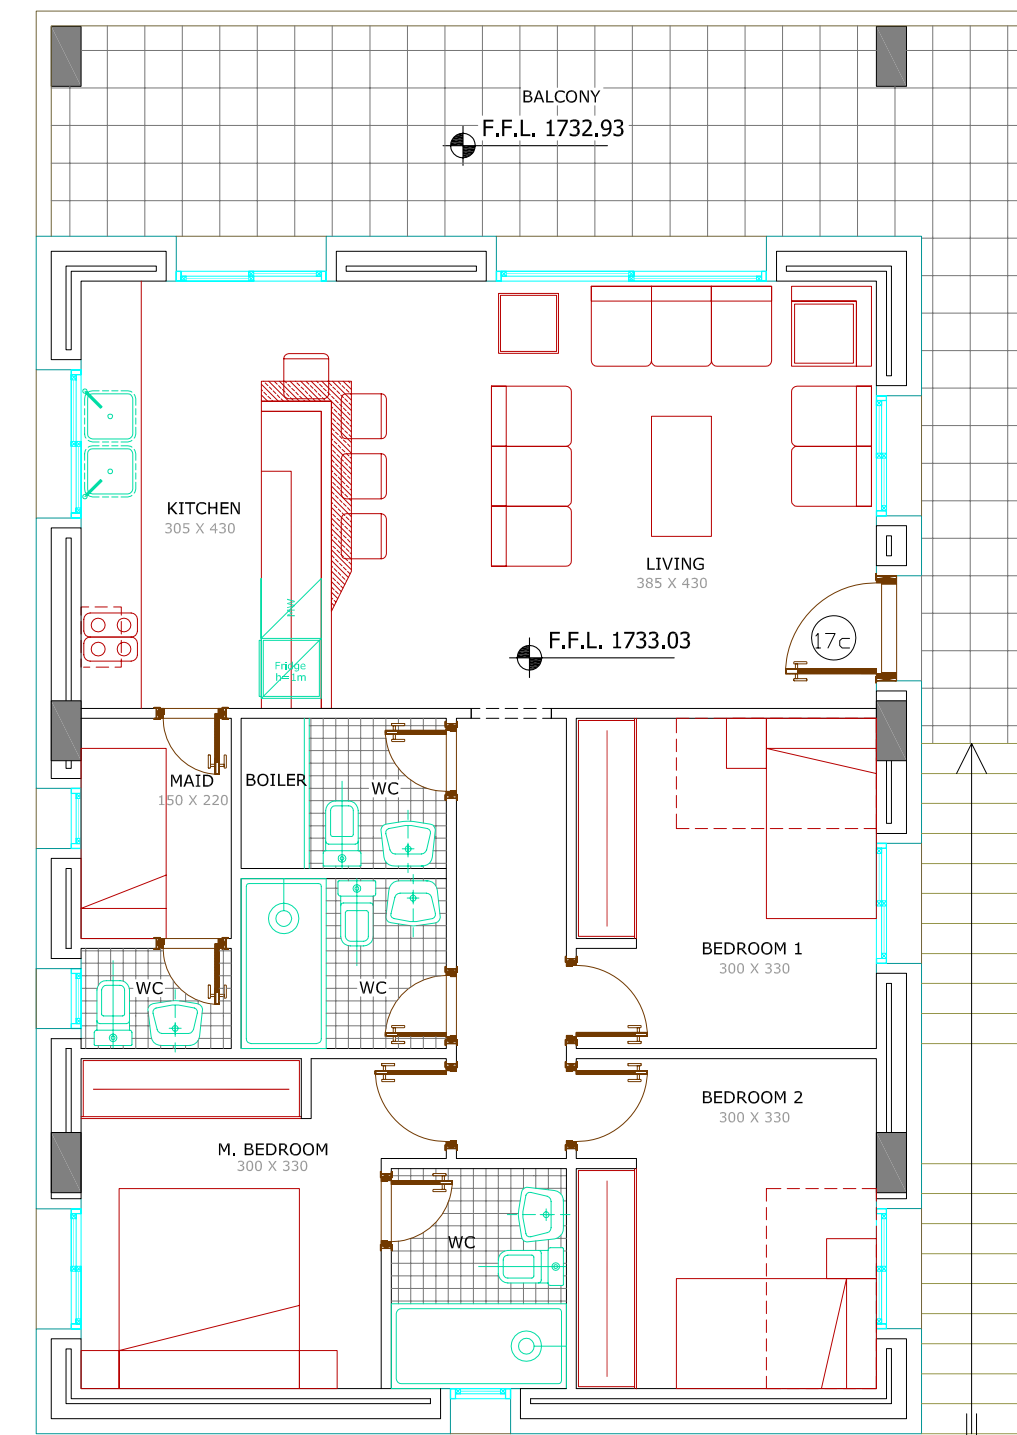 BALCONY
F.F.L. 1732.93
KITCHEN
305 X 430
LIVING
385 X 430
MW
F.F.L. 1733.03
17c
Fridge
h=1m
MAID
150 X 220
BOILER
WC
BEDROOM 1
300 X 330
WC
WC
BEDROOM 2
300 X 330
M. BEDROOM
300 X 330
WC